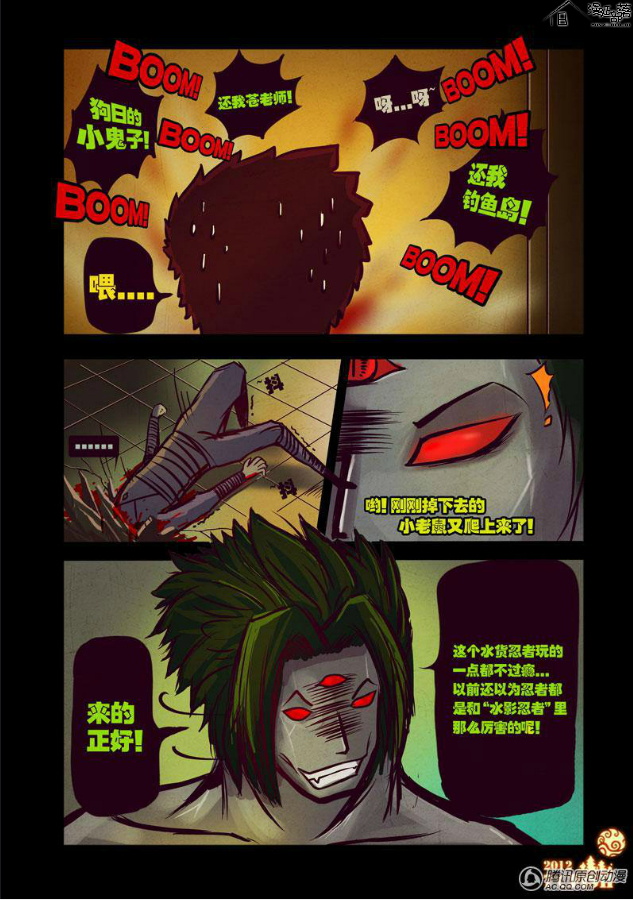 漫域部落
BOOM!
还我苍老师!
呀...呀~
BOOM!
狗日的
小鬼子!
BOOM!
BOOM!
还我
钓鱼岛!
BOOM!
喂....
BOOM!
抖
......
抖
哟! 刚刚掉下去的
小老鼠又爬上来了!
这个水货忍者玩的
一点都不过瘾...
以前还以为忍者都
是和“水影忍者”里
那么厉害的呢!
来的
正好!
2012
腾讯原创动漫
AC.QQ.COM